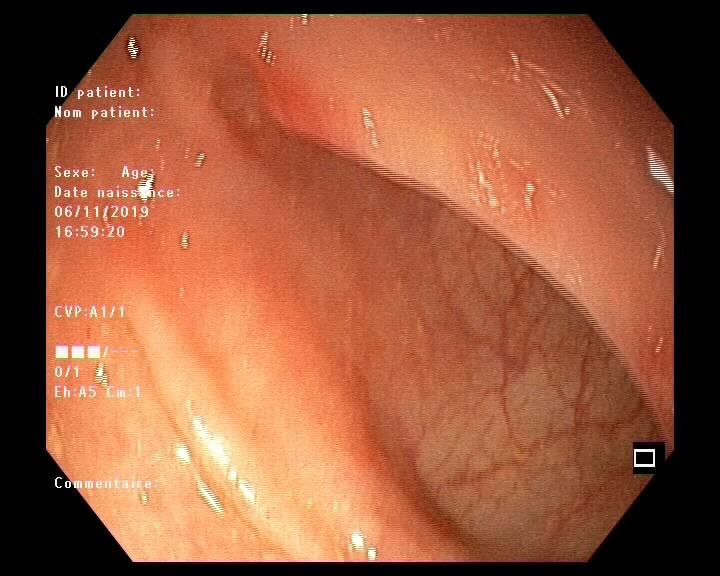 ID patient:
Nom patient:
Sexe: Age:
Date naissance:
06/11/2019
16:59:20
CVP:A1/1
■■■/---
0/1
Eh:A5 Cm:1
Commentaire: